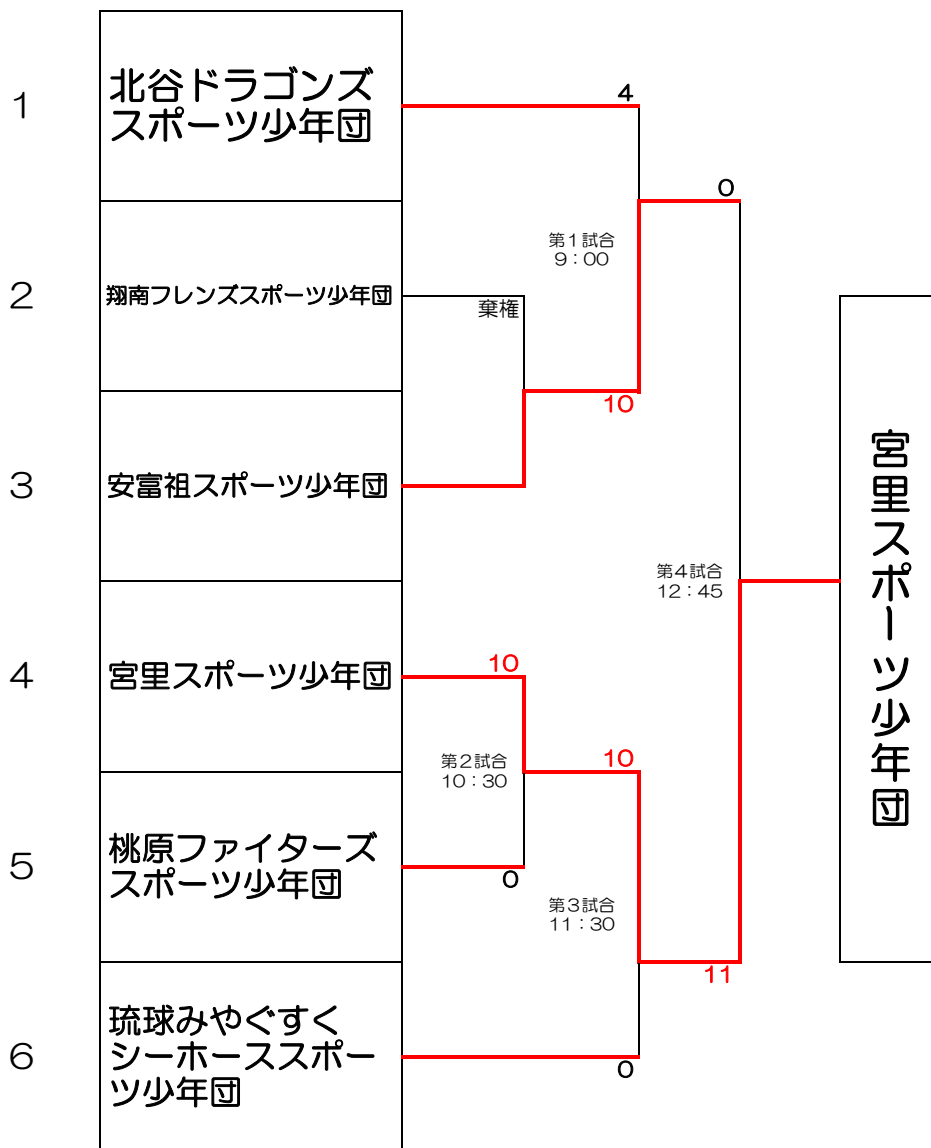 1
北谷ドラゴンズ
スポーツ少年団
4
0
第1試合
9：00
2
翔南フレンズスポーツ少年団
棄権
10
3
安富祖スポーツ少年団
第4試合
12：45
宮里スポーツ少年団
4
宮里スポーツ少年団
10
第2試合
10：30
10
5
桃原ファイターズ
スポーツ少年団
0
第3試合
11：30
11
6
琉球みやぐすく
シーホーススポー
ツ少年団
0